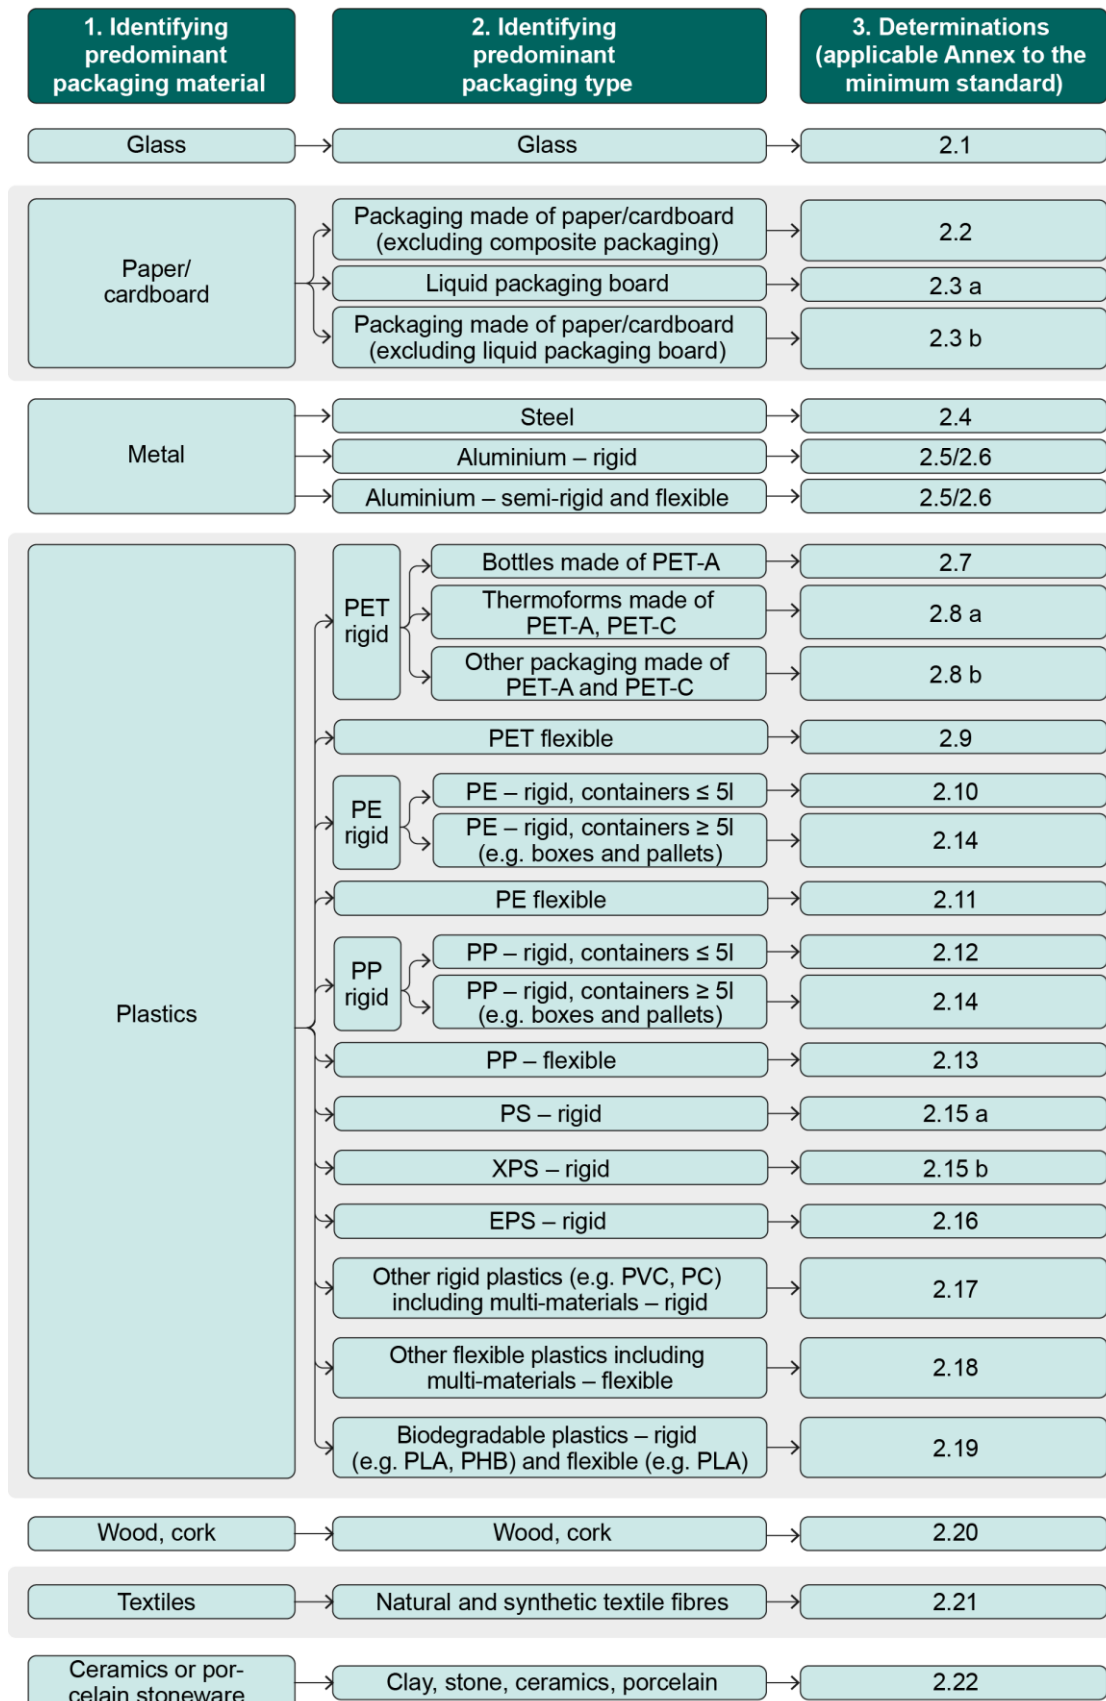 1. Identifying
predominant
packaging material
2. Identifying
predominant
packaging type
3. Determinations
(applicable Annex to the
minimum standard)
Glass
Glass
2.1
Paper/
cardboard
Packaging made of paper/cardboard
(excluding composite packaging)
2.2
Liquid packaging board
2.3 a
Packaging made of paper/cardboard
(excluding liquid packaging board)
2.3 b
Metal
Steel
2.4
Aluminium – rigid
2.5/2.6
Aluminium – semi-rigid and flexible
2.5/2.6
Plastics
PET
rigid
Bottles made of PET-A
2.7
Thermoforms made of
PET-A, PET-C
2.8 a
Other packaging made of
PET-A and PET-C
2.8 b
PET flexible
2.9
PE
rigid
PE – rigid, containers ≤ 5l
2.10
PE – rigid, containers ≥ 5l
(e.g. boxes and pallets)
2.14
PE flexible
2.11
PP
rigid
PP – rigid, containers ≤ 5l
2.12
PP – rigid, containers ≥ 5l
(e.g. boxes and pallets)
2.14
PP – flexible
2.13
PS – rigid
2.15 a
XPS – rigid
2.15 b
EPS – rigid
2.16
Other rigid plastics (e.g. PVC, PC)
including multi-materials – rigid
2.17
Other flexible plastics including
multi-materials – flexible
2.18
Biodegradable plastics – rigid
(e.g. PLA, PHB) and flexible (e.g. PLA)
2.19
Wood, cork
Wood, cork
2.20
Textiles
Natural and synthetic textile fibres
2.21
Ceramics or por-
celain stoneware
Clay, stone, ceramics, porcelain
2.22